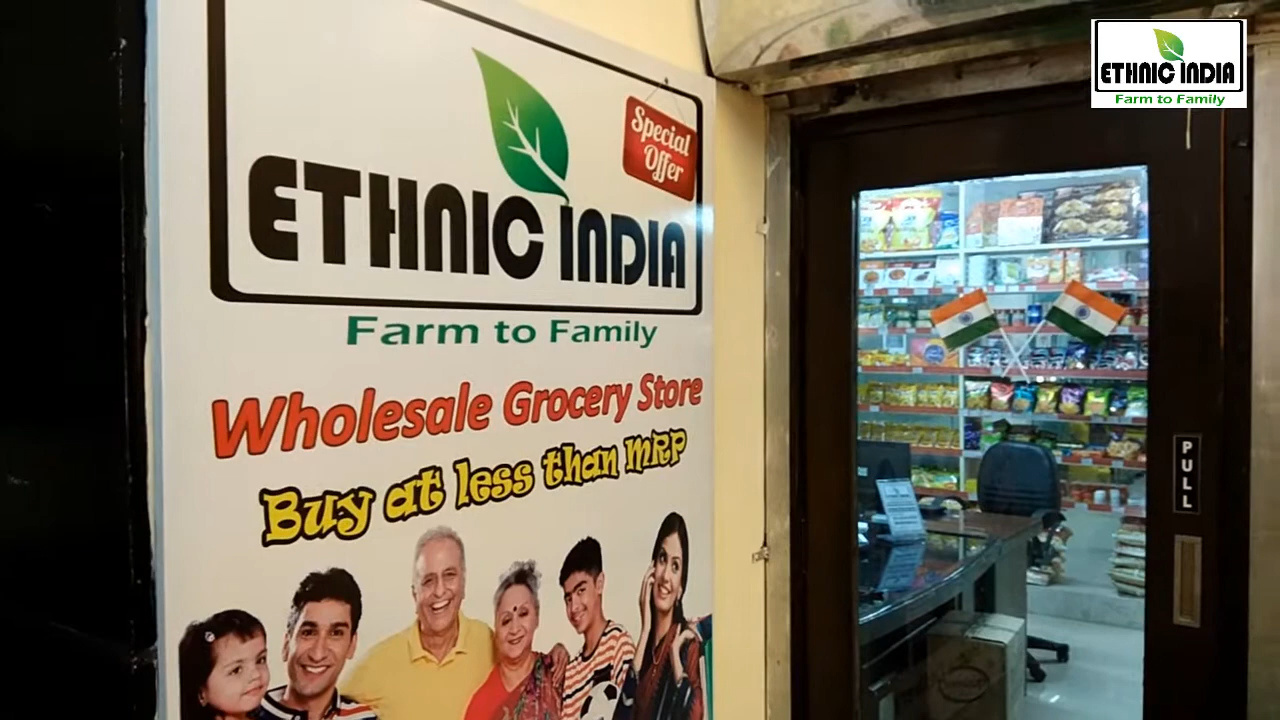 ETHNIC INDIA
Farm to Family
Special
Offer
ETHNIC INDIA
Farm to Family
Wholesale Grocery Store
Buy at less than MRP
PULL